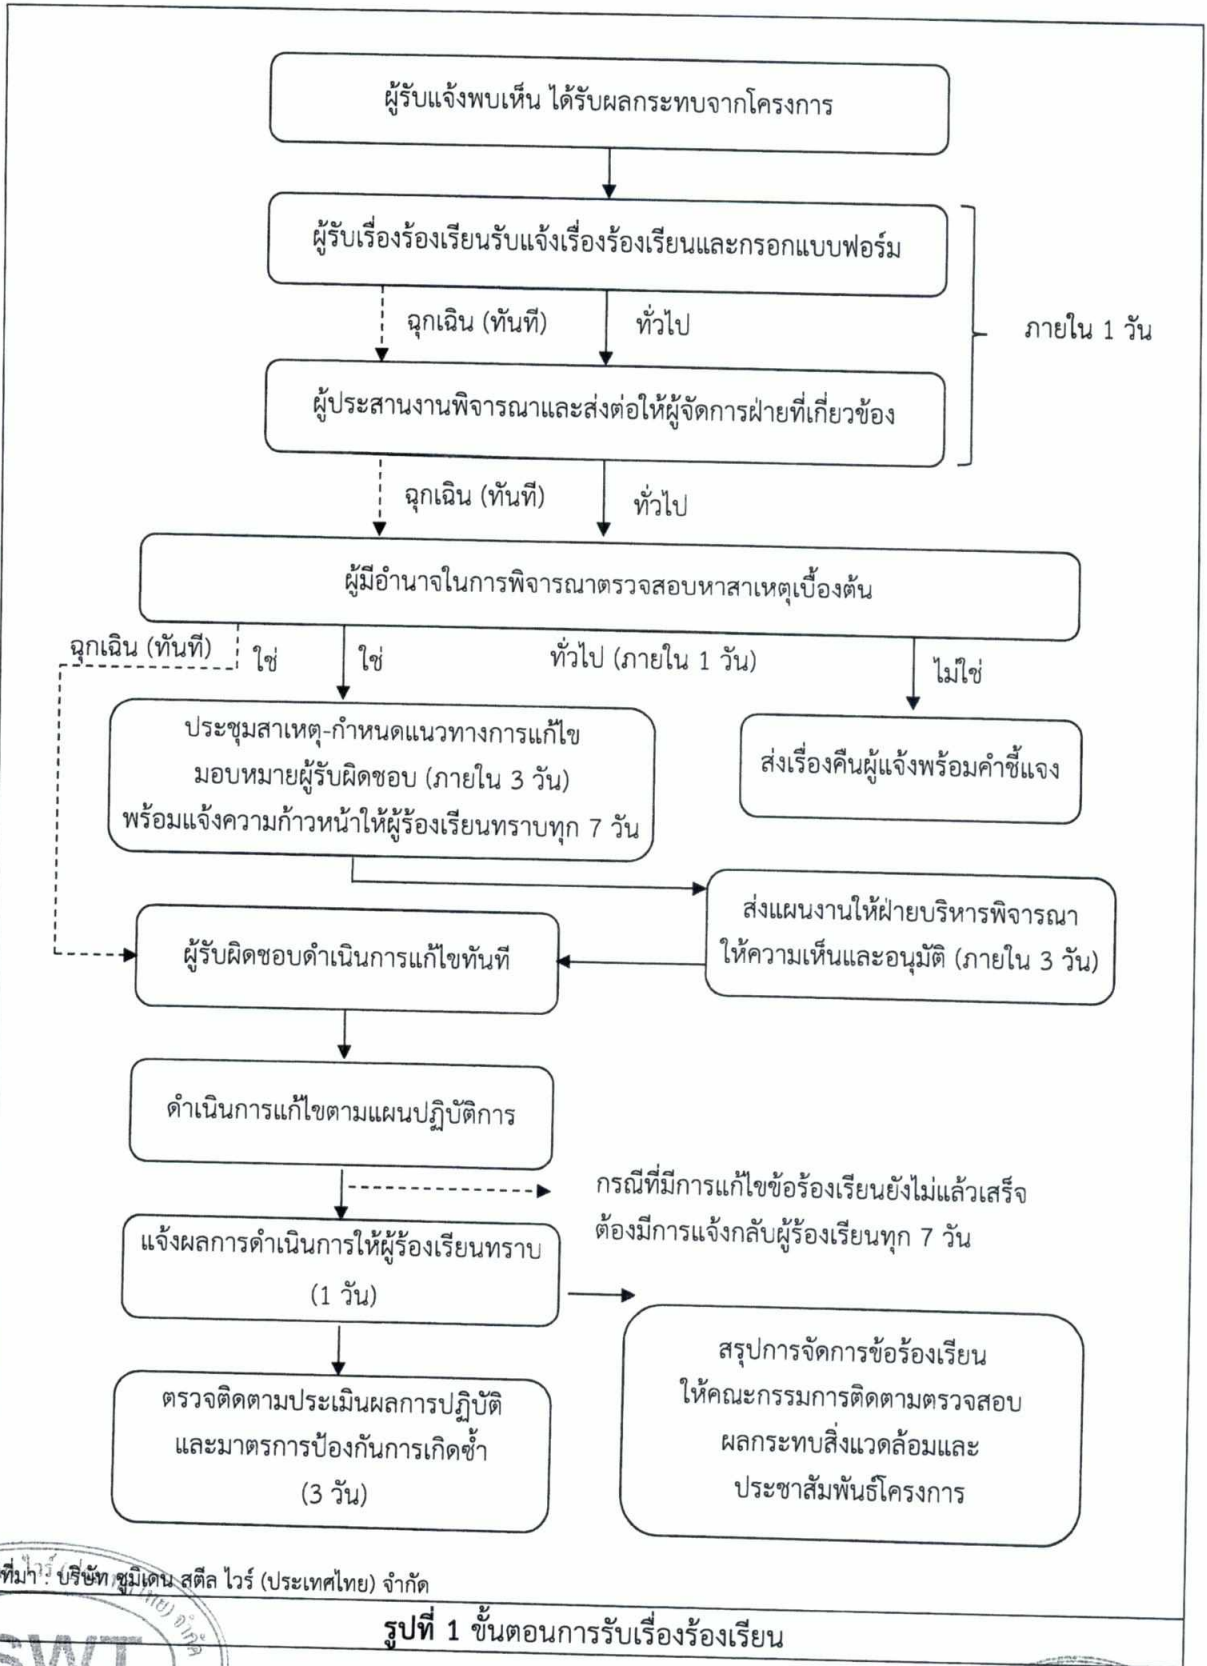 ผู้รับแจ้งพบเห็น ได้รับผลกระทบจากโครงการ
ผู้รับเรื่องร้องเรียนรับแจ้งเรื่องร้องเรียนและกรอกแบบฟอร์ม
ฉุกเฉิน (ทันที)
ทั่วไป
ภายใน 1 วัน
ผู้ประสานงานพิจารณาและส่งต่อให้ผู้จัดการฝ่ายที่เกี่ยวข้อง
ฉุกเฉิน (ทันที)
ทั่วไป
ผู้มีอำนาจในการพิจารณาตรวจสอบหาสาเหตุเบื้องต้น
ฉุกเฉิน (ทันที)
ใช่
ใช่
ทั่วไป (ภายใน 1 วัน)
ไม่ใช่
ประชุมสาเหตุ-กำหนดแนวทางการแก้ไข
มอบหมายผู้รับผิดชอบ (ภายใน 3 วัน)
พร้อมแจ้งความก้าวหน้าให้ผู้ร้องเรียนทราบทุก 7 วัน
ส่งเรื่องคืนผู้แจ้งพร้อมคำชี้แจง
ส่งแผนงานให้ฝ่ายบริหารพิจารณา
ให้ความเห็นและอนุมัติ (ภายใน 3 วัน)
ผู้รับผิดชอบดำเนินการแก้ไขทันที
ดำเนินการแก้ไขตามแผนปฏิบัติการ
กรณีที่มีการแก้ไขข้อร้องเรียนยังไม่แล้วเสร็จ
ต้องมีการแจ้งกลับผู้ร้องเรียนทุก 7 วัน
แจ้งผลการดำเนินการให้ผู้ร้องเรียนทราบ
(1 วัน)
สรุปการจัดการข้อร้องเรียน
ให้คณะกรรมการติดตามตรวจสอบ
ผลกระทบสิ่งแวดล้อมและ
ประชาสัมพันธ์โครงการ
ตรวจติดตามประเมินผลการปฏิบัติ
และมาตรการป้องกันการเกิดซ้ำ
(3 วัน)
ที่มา : บริษัท ซูมิเดน สตีล ไวร์ (ประเทศไทย) จำกัด
รูปที่ 1 ขั้นตอนการรับเรื่องร้องเรียน
SWT